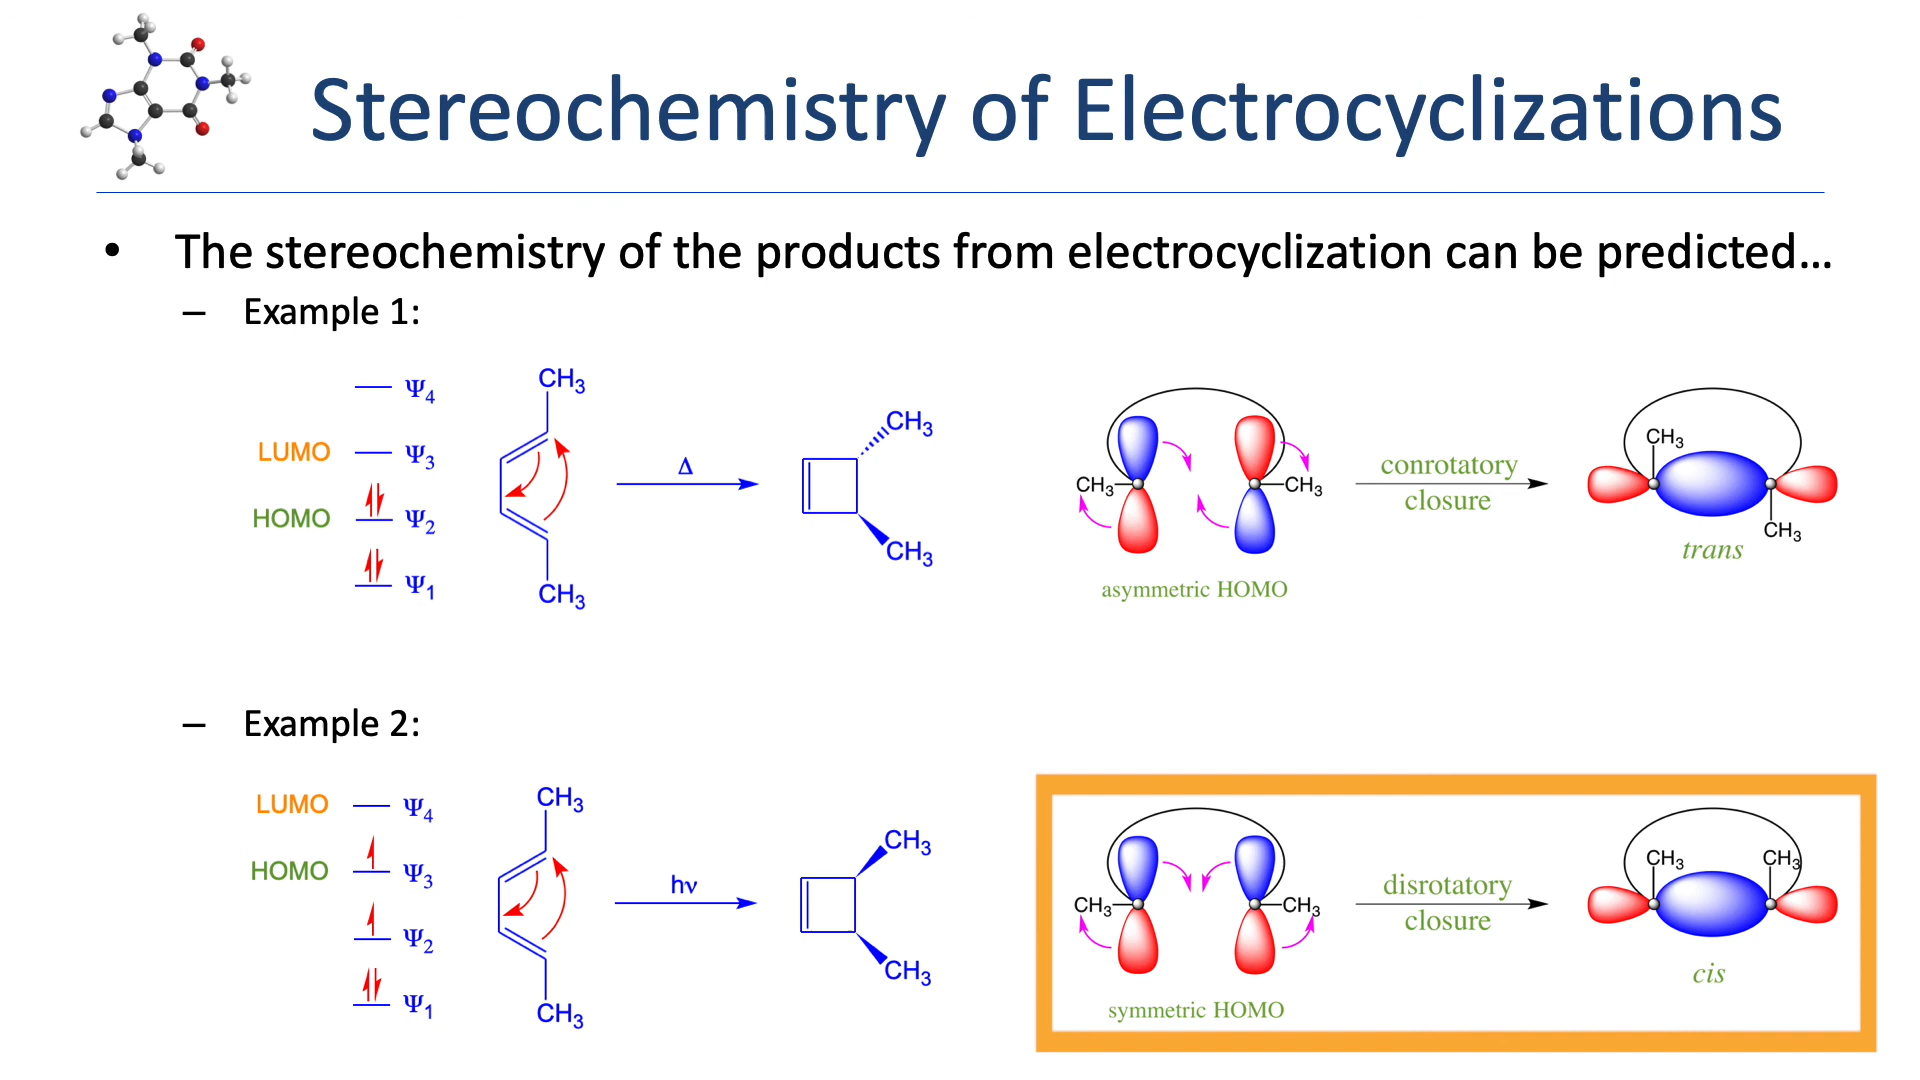 Stereochemistry of Electrocyclizations
• The stereochemistry of the products from electrocyclization can be predicted...
– Example 1:
Ψ4
LUMO Ψ3
HOMO Ψ2
Ψ1
CH3
CH3
Δ
CH3
CH3
CH3
CH3
asymmetric HOMO
conrotatory
closure
CH3
CH3
trans
– Example 2:
LUMO Ψ4
HOMO Ψ3
Ψ2
Ψ1
CH3
CH3
hν
CH3
CH3
CH3
CH3
symmetric HOMO
disrotatory
closure
CH3
CH3
cis